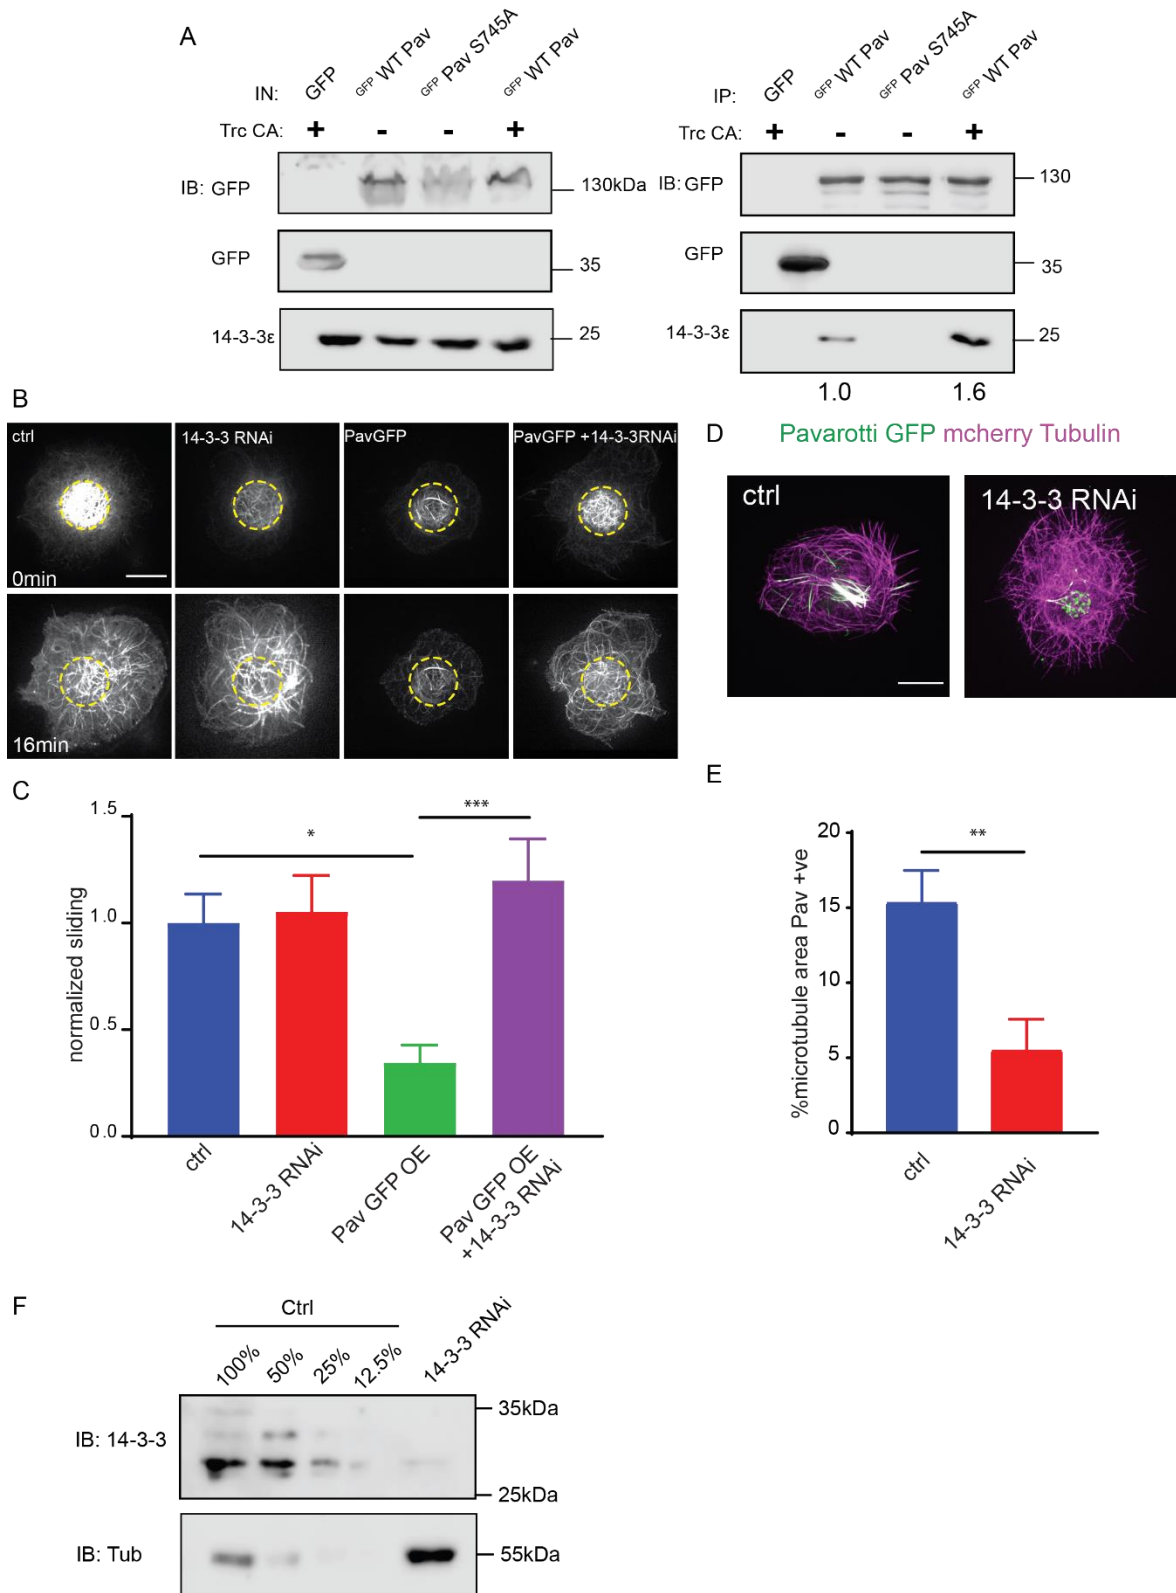 A
IN: GFP GFP WT Pav GFP Pav S745A GFP WT Pav
Trc CA: + - - +
IB: GFP 130kDa
GFP 35
14-3-3ε 25
IP: GFP GFP WT Pav GFP Pav S745A GFP WT Pav
+ - - +
IB: GFP 130
GFP 35
14-3-3ε 25
1.0 1.6
B
ctrl 14-3-3 RNAi PavGFP PavGFP +14-3-3RNAi
0min
16min
D Pavarotti GFP mcherry Tubulin
ctrl 14-3-3 RNAi
C
normalized sliding
1.5
1.0
0.5
0.0
* ***
ctrl
14-3-3 RNAi
Pav GFP OE
Pav GFP OE
+14-3-3 RNAi
E
%microtubule area Pav +ve
20
15
10
5
0
**
ctrl
14-3-3 RNAi
F
Ctrl
100% 50% 25% 12.5% 14-3-3 RNAi
IB: 14-3-3 35kDa
25kDa
IB: Tub 55kDa